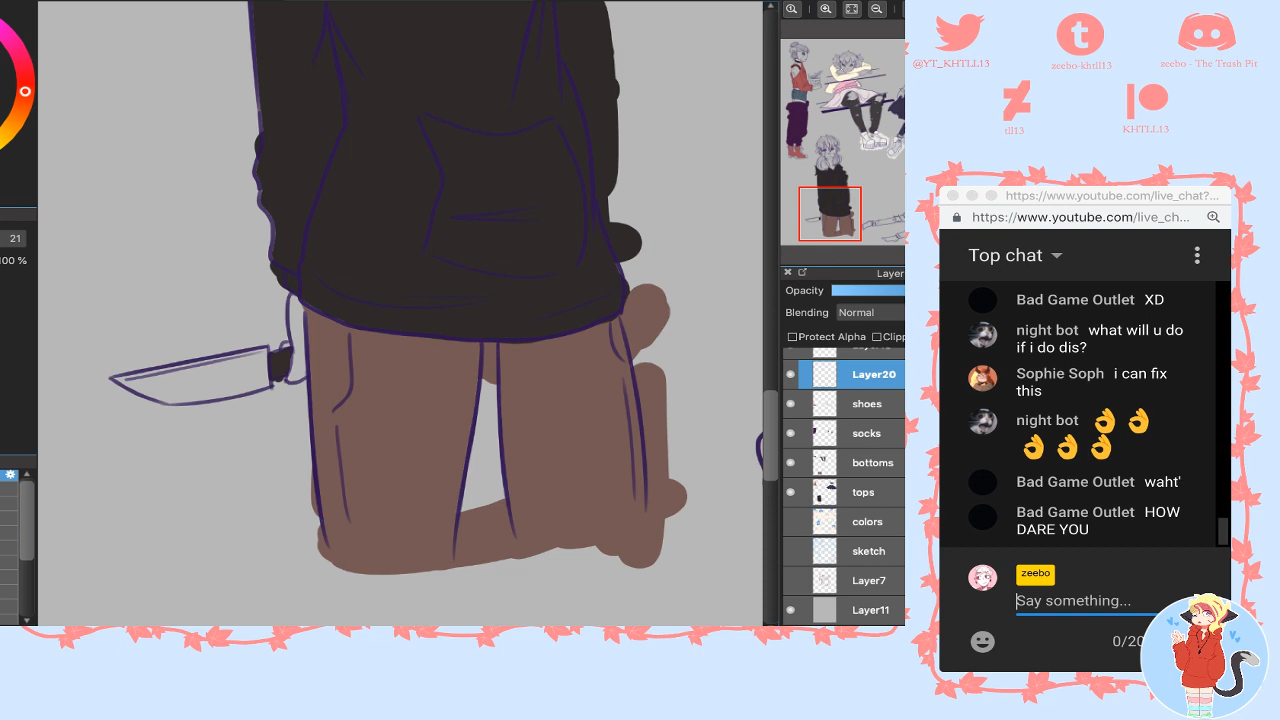 21
100 %
Layer
Opacity
Blending Normal
Protect Alpha Clipp
Layer20
shoes
socks
bottoms
tops
colors
sketch
Layer7
Layer11
@YT_KHTLL13
zeebo-khtll13
zeebo - The Trash Pit
tll13
KHTLL13
https://www.youtube.com/live_chat?...
https://www.youtube.com/live_ch...
Top chat
Bad Game Outlet XD
night bot what will u do
if i do dis?
Sophie Soph i can fix
this
night bot 👌 👌
👌 👌 👌
Bad Game Outlet waht'
Bad Game Outlet HOW
DARE YOU
zeebo
Say something...
0/20